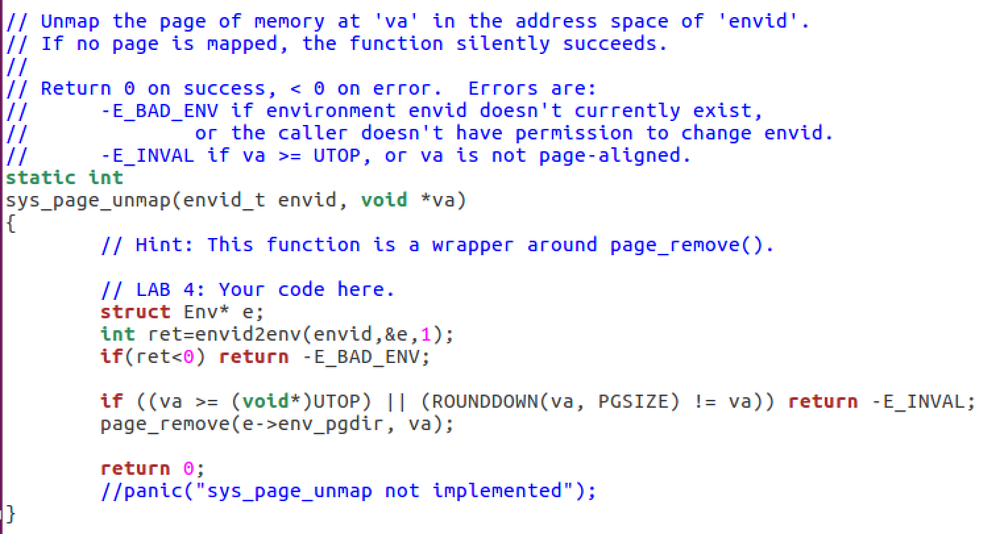 // Unmap the page of memory at 'va' in the address space of 'envid'.
// If no page is mapped, the function silently succeeds.
//
// Return 0 on success, < 0 on error.  Errors are:
//	-E_BAD_ENV if environment envid doesn't currently exist,
//		or the caller doesn't have permission to change envid.
//	-E_INVAL if va >= UTOP, or va is not page-aligned.
static int
sys_page_unmap(envid_t envid, void *va)
{
	// Hint: This function is a wrapper around page_remove().

	// LAB 4: Your code here.
	struct Env* e;
	int ret=envid2env(envid,&e,1);
	if(ret<0) return -E_BAD_ENV;

	if ((va >= (void*)UTOP) || (ROUNDDOWN(va, PGSIZE) != va)) return -E_INVAL;
	page_remove(e->env_pgdir, va);

	return 0;
	//panic("sys_page_unmap not implemented");
}